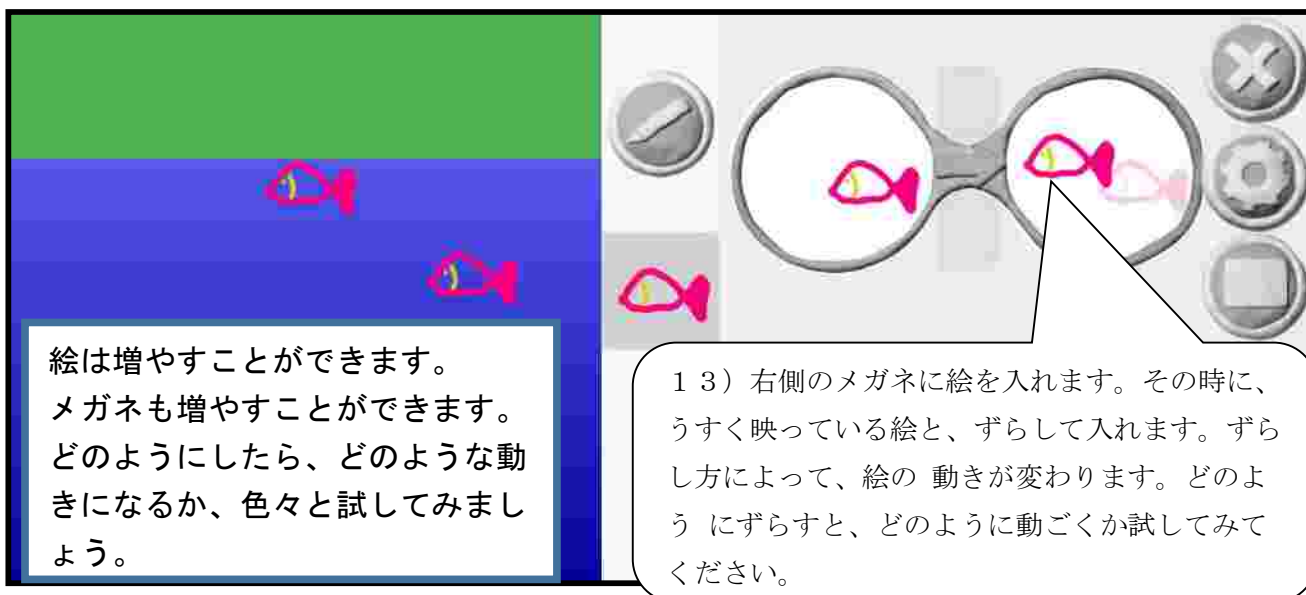 絵は増やすことができます。
メガネも増やすことができます。
どのようにしたら、どのような動
きになるか、色々と試してみまし
ょう。
１３）右側のメガネに絵を入れます。その時に、
うすく映っている絵と、ずらして入れます。ずら
し方によって、絵の 動きが変わります。どのよ
う にずらすと、どのように動ごくか試してみて
ください。